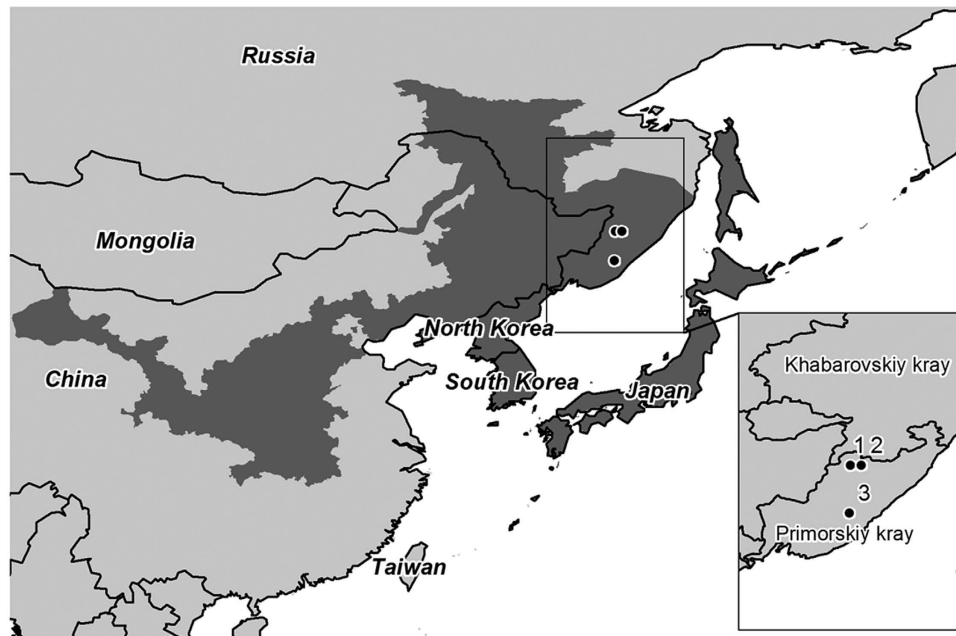 Russia
Mongolia
North Korea
China
South Korea
Japan
Khabarovskiy kray
1 2
3
Primorskiy kray
Taiwan